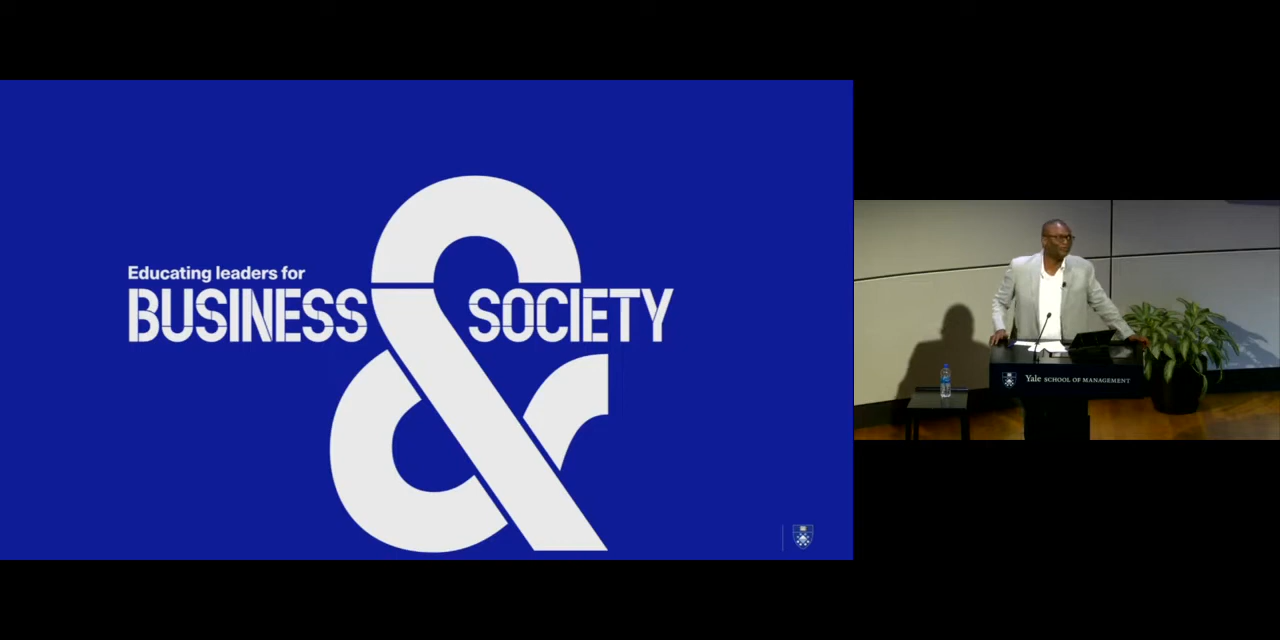 Educating leaders for
BUSINESS & SOCIETY
Yale SCHOOL OF MANAGEMENT